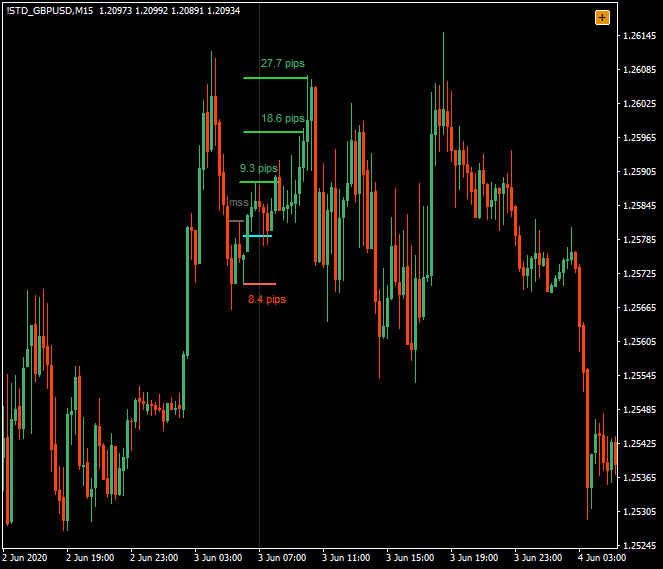 !STD_GBPUSD,M15 1.20973 1.20992 1.20891 1.20934
+
1.26145
27.7 pips
1.26085
1.26025
18.6 pips
1.25965
9.3 pips
1.25905
mss
1.25845
1.25785
1.25725
8.4 pips
1.25665
1.25605
1.25545
1.25485
1.25425
1.25365
1.25305
1.25245
2 Jun 2020 2 Jun 19:00 2 Jun 23:00 3 Jun 03:00 3 Jun 07:00 3 Jun 11:00 3 Jun 15:00 3 Jun 19:00 3 Jun 23:00 4 Jun 03:00